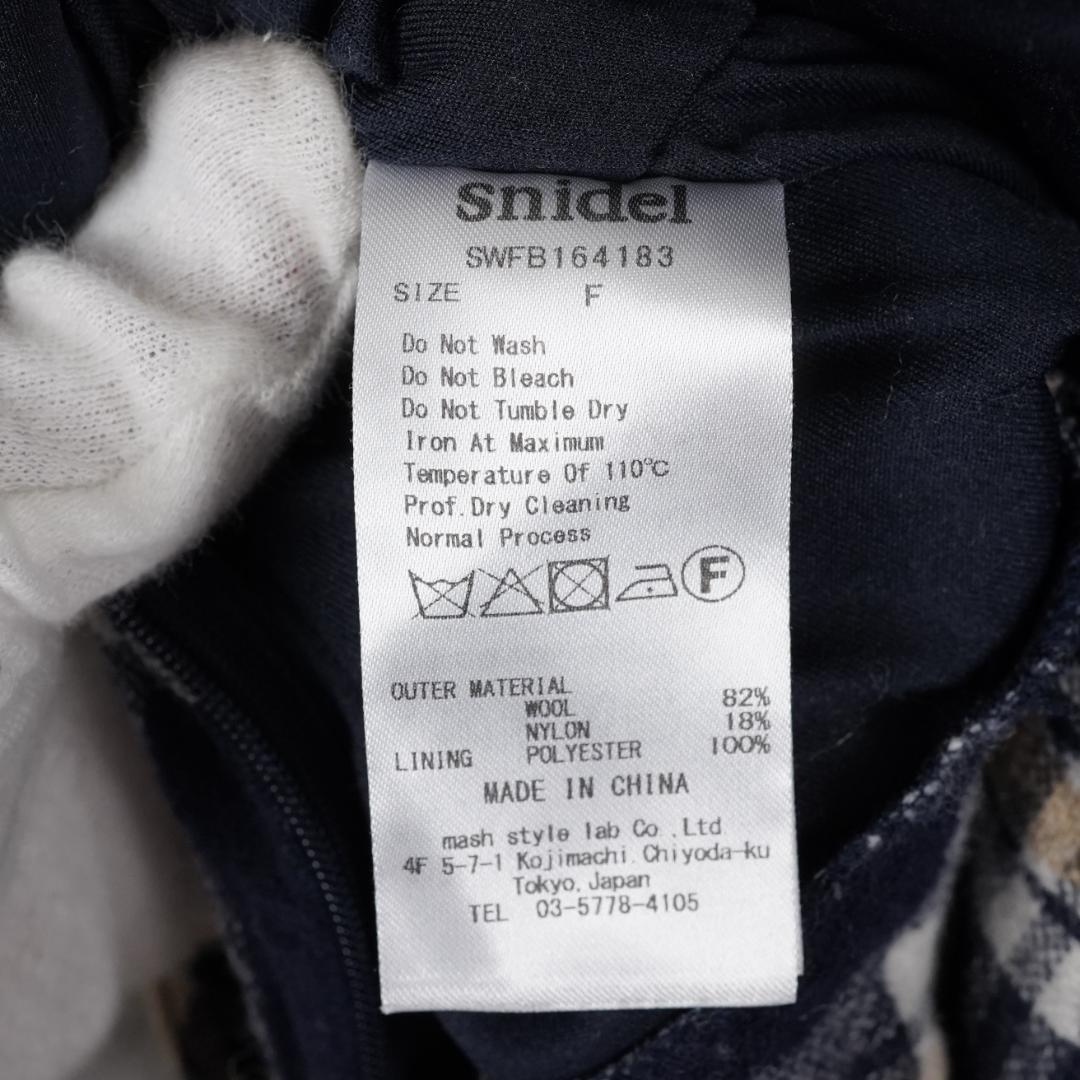 Snidel
SWFB164183
SIZE F
Do Not Wash
Do Not Bleach
Do Not Tumble Dry
Iron At Maximum
Temperature Of 110℃
Prof.Dry Cleaning
Normal Process
F
OUTER MATERIAL
WOOL 82%
NYLON 18%
LINING POLYESTER 100%
MADE IN CHINA
mash style lab Co.,Ltd.
4F 5-7-1 Kojimachi, Chiyoda-ku
Tokyo, Japan
TEL 03-5778-4105